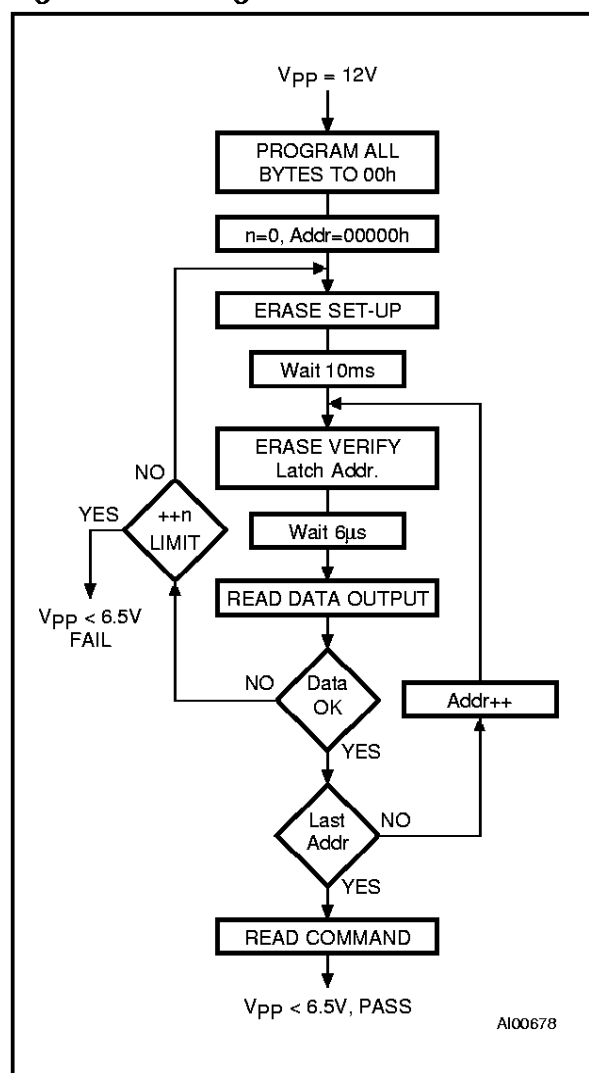 VPP = 12V
PROGRAM ALL
BYTES TO 00h
n=0, Addr=00000h
ERASE SET-UP
Wait 10ms
ERASE VERIFY
Latch Addr.
NO
YES
++n
LIMIT
Wait 6µs
VPP < 6.5V
FAIL
READ DATA OUTPUT
NO
Data
OK
YES
Addr++
Last
Addr
NO
YES
READ COMMAND
VPP < 6.5V, PASS
AI00678